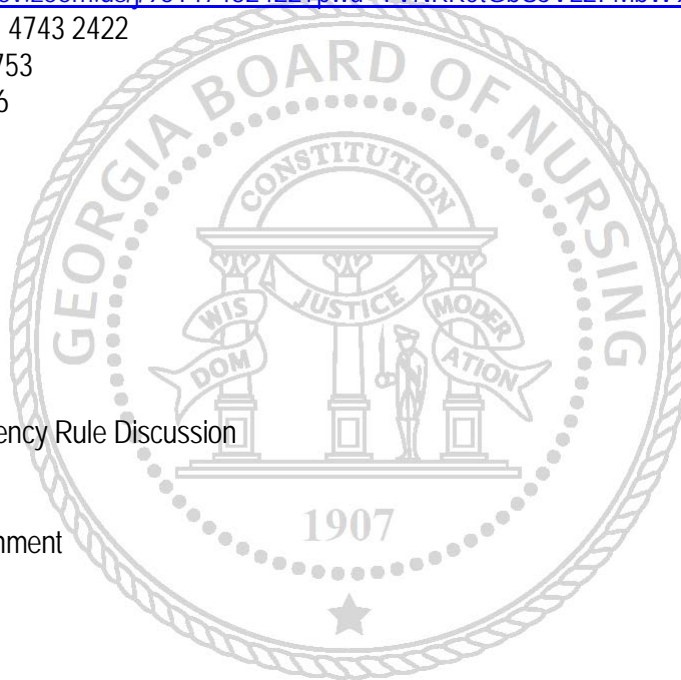 4743 2422
753
6
GEORGIA BOARD OF NURSING
CONSTITUTION
WIS
DOM
JUSTICE
MODER
ATION
ency Rule Discussion
1907
nment